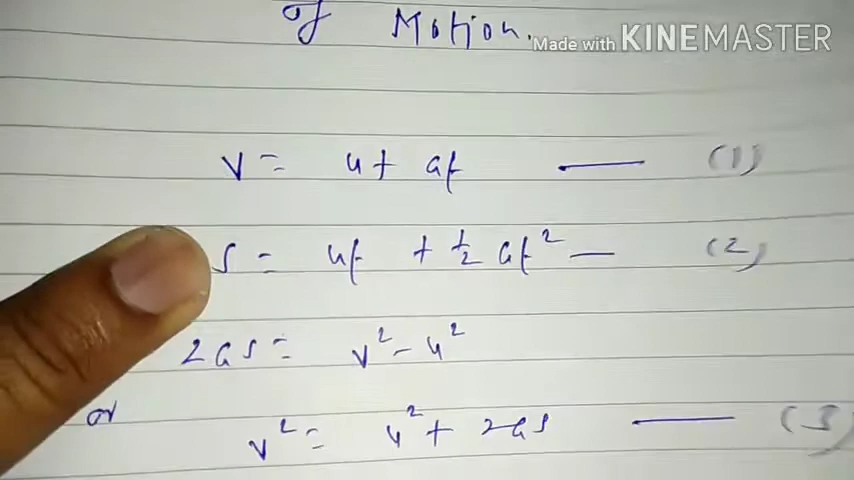 of Motion.
Made with KINEMASTER
v = u + at —— (1)
s = ut + 1/2 at² — (2)
2as = v² - u²
or
v² = u² + 2as —— (3)